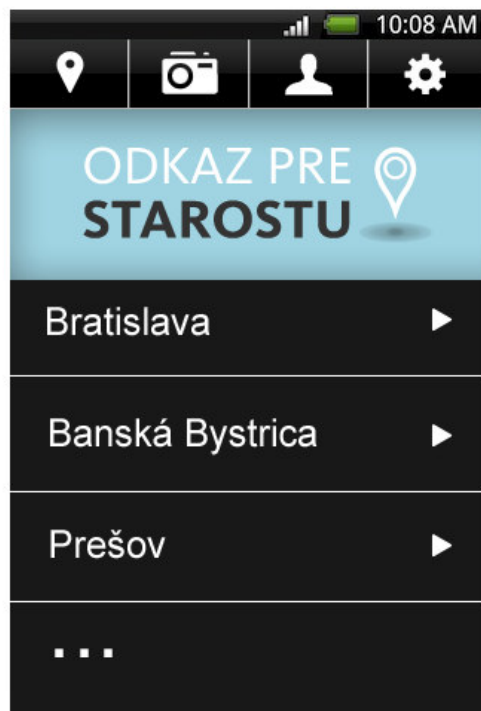 10:08 AM
ODKAZ PRE
STAROSTU
Bratislava
Banská Bystrica
Prešov
...